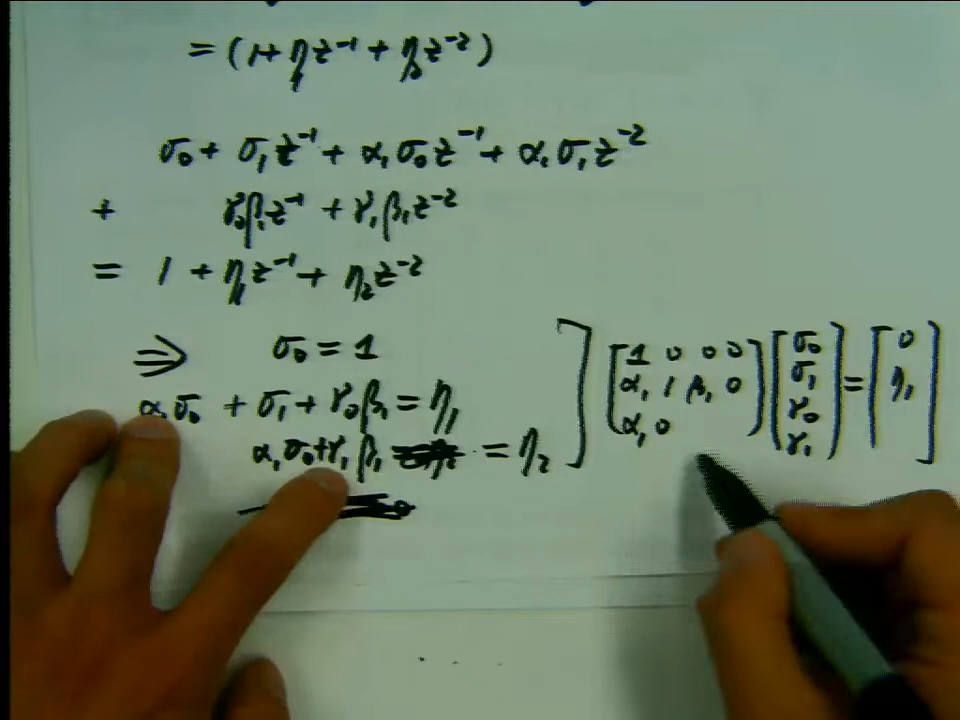 = (1+ηz⁻¹ + ηz⁻²)
σ₀ + σ₁z⁻¹ + α₁σ₀z⁻¹ + α₁σ₁z⁻²
+ γ₀β₁z⁻¹ + γ₁β₁z⁻²
= 1 + η₁z⁻¹ + η₂z⁻²
⇒ σ₀ = 1
α₁σ₀ + σ₁ + γ₀β₁ = η₁
α₁σ₀+γ₁β₁ = η₂
[1 0 0 0 [σ₀ = [0
α₁ 1 β₁ 0 σ₁ η₁
α₁ 0 γ₀
γ₁]